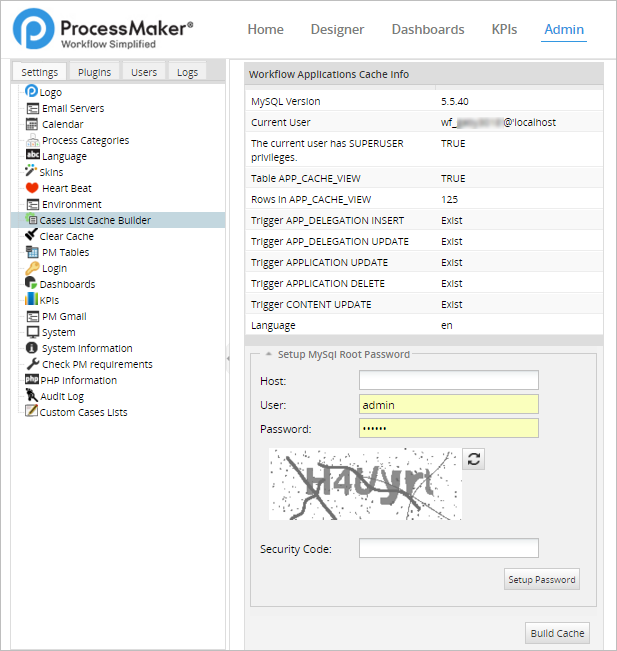 ProcessMaker®
Workflow Simplified
Home Designer Dashboards KPIs Admin
Settings Plugins Users Logs
Logo
Email Servers
Calendar
Process Categories
abc Language
Skins
Heart Beat
Environment
Cases List Cache Builder
Clear Cache
PM Tables
Login
Dashboards
KPIs
PM Gmail
System
System information
Check PM requirements
php PHP Information
Audit Log
Custom Cases Lists
Workflow Applications Cache Info
MySQL Version 5.5.40
Current User wf_ @'localhost
The current user has SUPERUSER privileges. TRUE
Table APP_CACHE_VIEW TRUE
Rows in APP_CACHE_VIEW 125
Trigger APP_DELEGATION INSERT Exist
Trigger APP_DELEGATION UPDATE Exist
Trigger APPLICATION UPDATE Exist
Trigger APPLICATION DELETE Exist
Trigger CONTENT UPDATE Exist
Language en
Setup MySql Root Password
Host:
User: admin
Password: ••••••
Security Code:
Setup Password
Build Cache